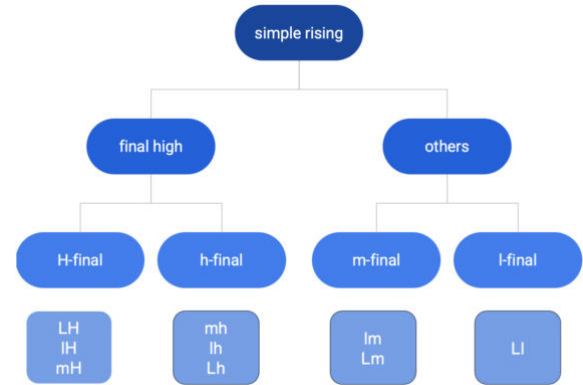 simple rising
final high
others
H-final
h-final
m-final
l-final
LH
lH
mH
mh
lh
Lh
lm
Lm
Ll